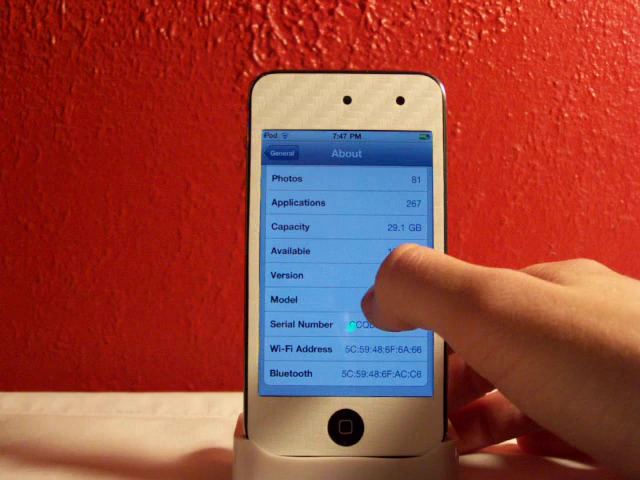 iPod 7:47 PM
General About
Photos 81
Applications 267
Capacity 29.1 GB
Available
Version
Model
Serial Number
Wi-Fi Address 5C:59:48:6F:6A:66
Bluetooth 5C:59:48:6F:AC:C6